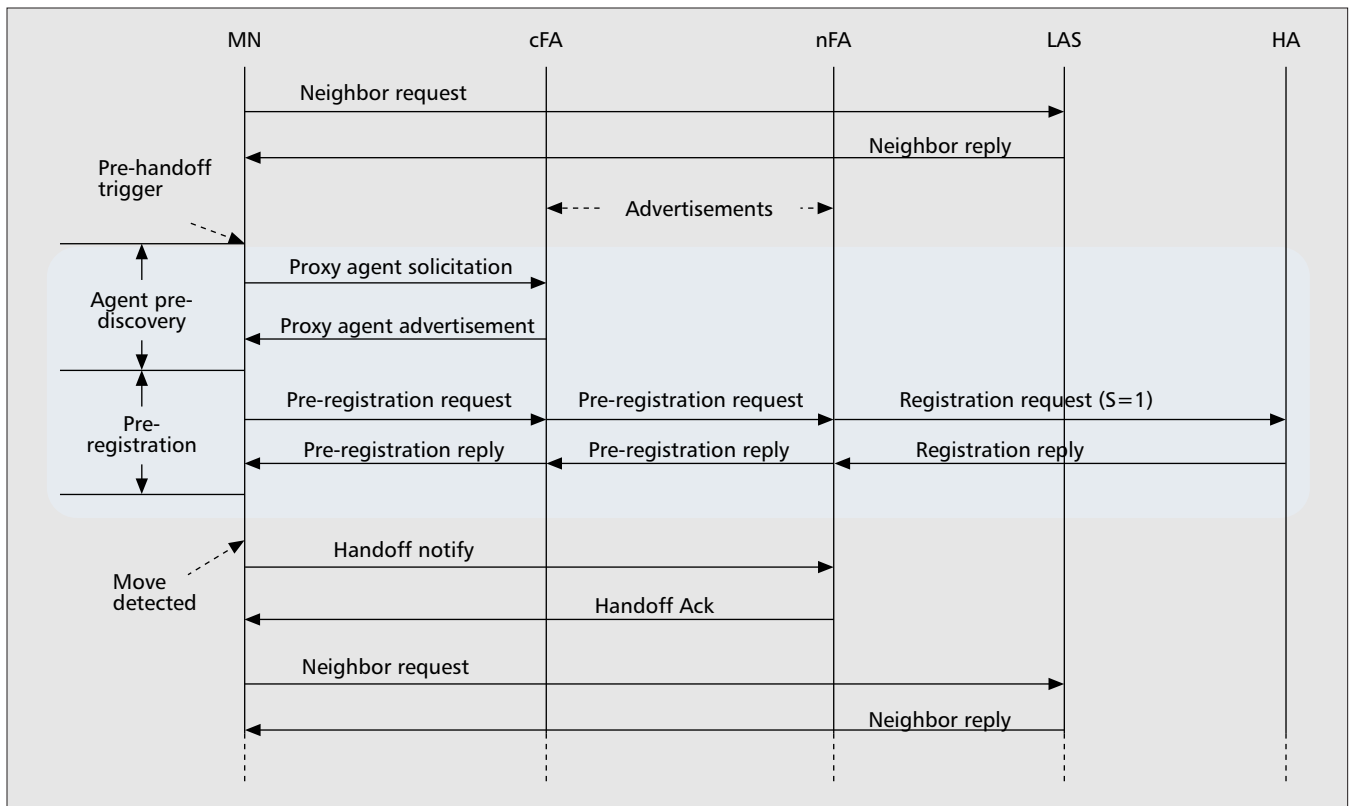 MN cFA nFA LAS HA
Neighbor request
Neighbor reply
Pre-handoff
trigger
Advertisements
Proxy agent solicitation
Agent pre-
discovery
Proxy agent advertisement
Pre-registration request Pre-registration request Registration request (S=1)
Pre-
registration
Pre-registration reply Pre-registration reply Registration reply
Handoff notify
Move
detected
Handoff Ack
Neighbor request
Neighbor reply